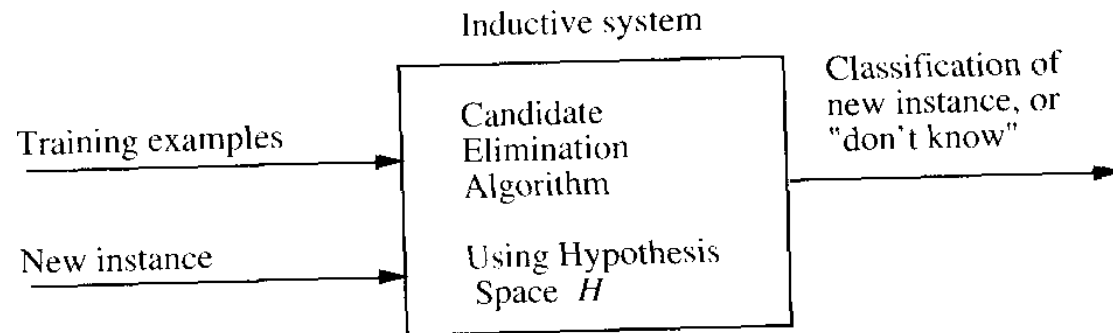 Inductive system
Training examples
New instance
Candidate
Elimination
Algorithm
Using Hypothesis
Space H
Classification of
new instance, or
"don't know"